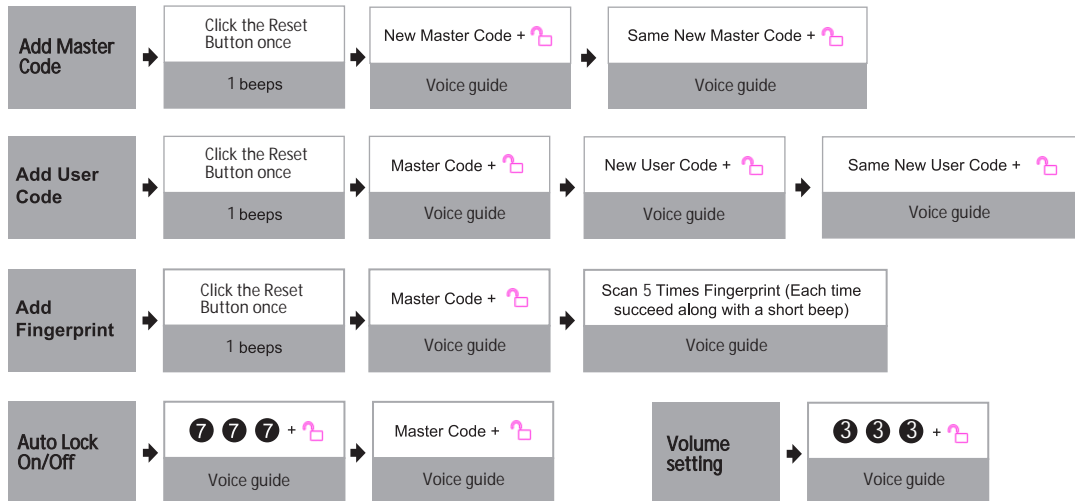 Add Master
Code
Click the Reset
Button once
1 beeps
New Master Code +
Voice guide
Same New Master Code +
Voice guide
Add User
Code
Click the Reset
Button once
1 beeps
Master Code +
Voice guide
New User Code +
Voice guide
Same New User Code +
Voice guide
Add
Fingerprint
Click the Reset
Button once
1 beeps
Master Code +
Voice guide
Scan 5 Times Fingerprint (Each time
succeed along with a short beep)
Voice guide
Auto Lock
On/Off
7 7 7 +
Voice guide
Master Code +
Voice guide
Volume
setting
3 3 3 +
Voice guide